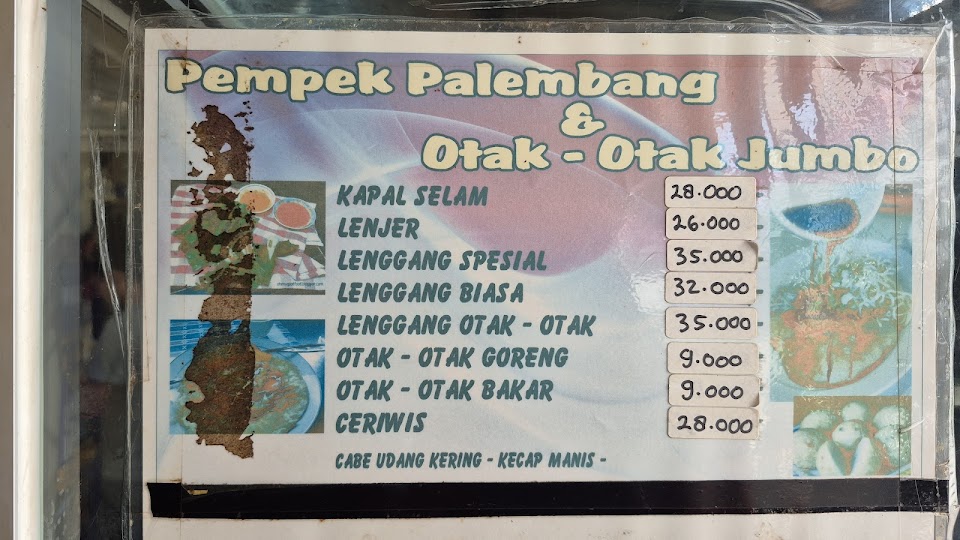 Pempek Palembang
&
Otak - Otak Jumbo
KAPAL SELAM 28.000
LENJER 26.000
LENGGANG SPESIAL 35.000
LENGGANG BIASA 32.000
LENGGANG OTAK - OTAK 35.000
OTAK - OTAK GORENG 9.000
OTAK - OTAK BAKAR 9.000
CERIWIS 28.000
CABE UDANG KERING - KECAP MANIS -